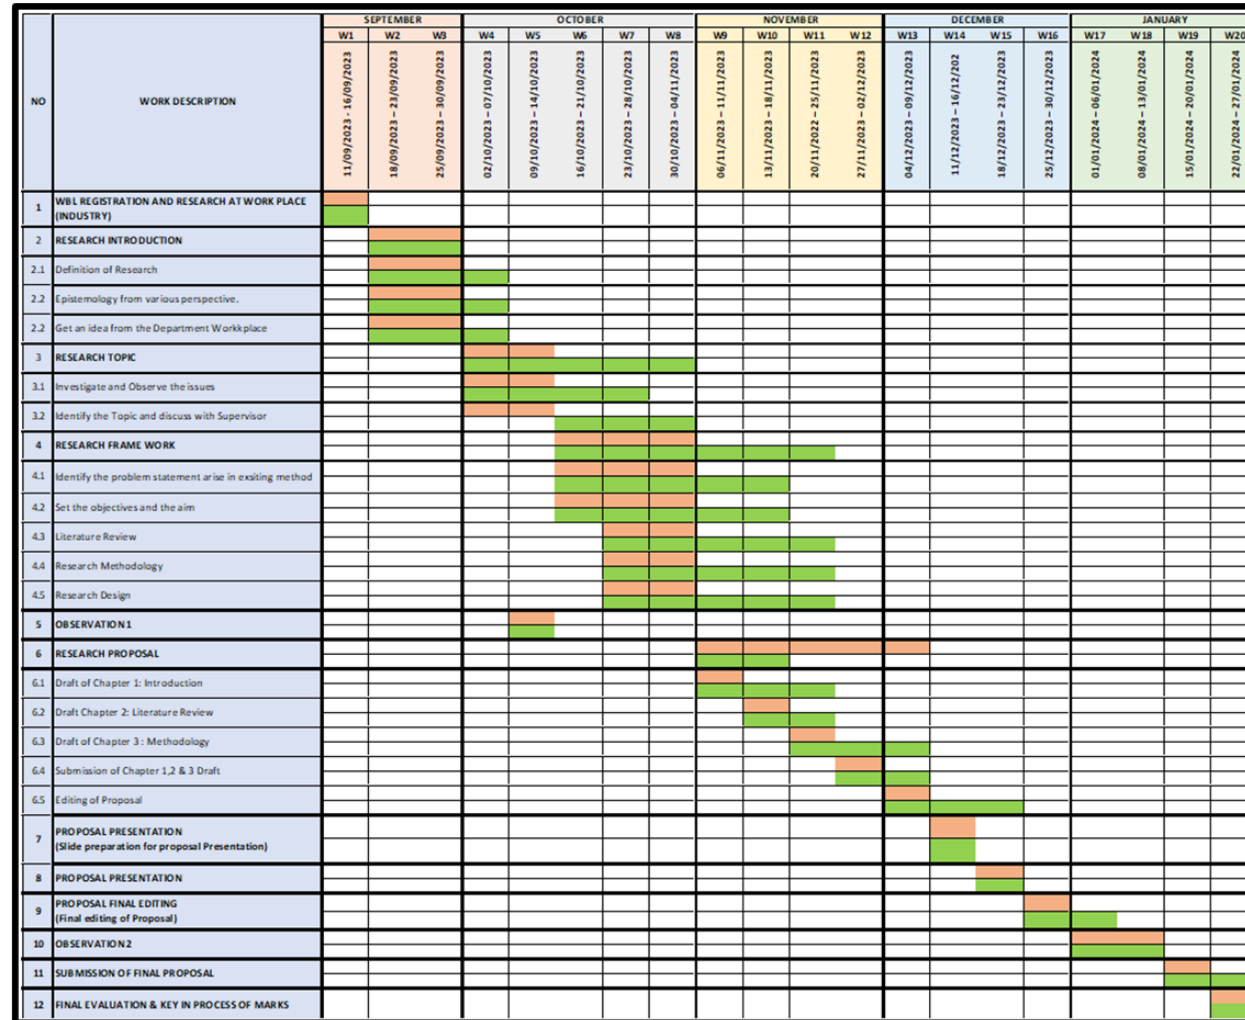 SEPTEMBER OCTOBER NOVEMBER DECEMBER JANUARY
NO WORK DESCRIPTION W1 W2 W3 W4 W5 W6 W7 W8 W9 W10 W11 W12 W13 W14 W15 W16 W17 W18 W19 W20
11/09/2023 - 16/09/2023
18/09/2023 – 23/09/2023
25/09/2023 – 30/09/2023
02/10/2023 – 07/10/2023
09/10/2023 – 14/10/2023
16/10/2023 – 21/10/2023
23/10/2023 – 28/10/2023
30/10/2023 – 04/11/2023
06/11/2023 – 11/11/2023
13/11/2023 – 18/11/2023
20/11/2022 – 25/11/2023
27/11/2023 – 02/12/2023
04/12/2023 – 09/12/2023
11/12/2023 – 16/12/202
18/12/2023 – 23/12/2023
25/12/2023 – 30/12/2023
01/01/2024 – 06/01/2024
08/01/2024 – 13/01/2024
15/01/2024 – 20/01/2024
22/01/2024 – 27/01/2024
1 WBL REGISTRATION AND RESEARCH AT WORK PLACE
(INDUSTRY)
2 RESEARCH INTRODUCTION
2.1 Definition of Research
2.2 Epistemology from various perspective.
2.2 Get an idea from the Department Workkplace
3 RESEARCH TOPIC
3.1 Investigate and Observe the issues
3.2 Identify the Topic and discuss with Supervisor
4 RESEARCH FRAME WORK
4.1 Identify the problem statement arise in exsiting method
4.2 Set the objectives and the aim
4.3 Literature Review
4.4 Research Methodology
4.5 Research Design
5 OBSERVATION 1
6 RESEARCH PROPOSAL
6.1 Draft of Chapter 1: Introduction
6.2 Draft Chapter 2: Literature Review
6.3 Draft of Chapter 3 : Methodology
6.4 Submission of Chapter 1,2 & 3 Draft
6.5 Editing of Proposal
7 PROPOSAL PRESENTATION
(Slide preparation for proposal Presentation)
8 PROPOSAL PRESENTATION
9 PROPOSAL FINAL EDITING
(Final editing of Proposal)
10 OBSERVATION 2
11 SUBMISSION OF FINAL PROPOSAL
12 FINAL EVALUATION & KEY IN PROCESS OF MARKS